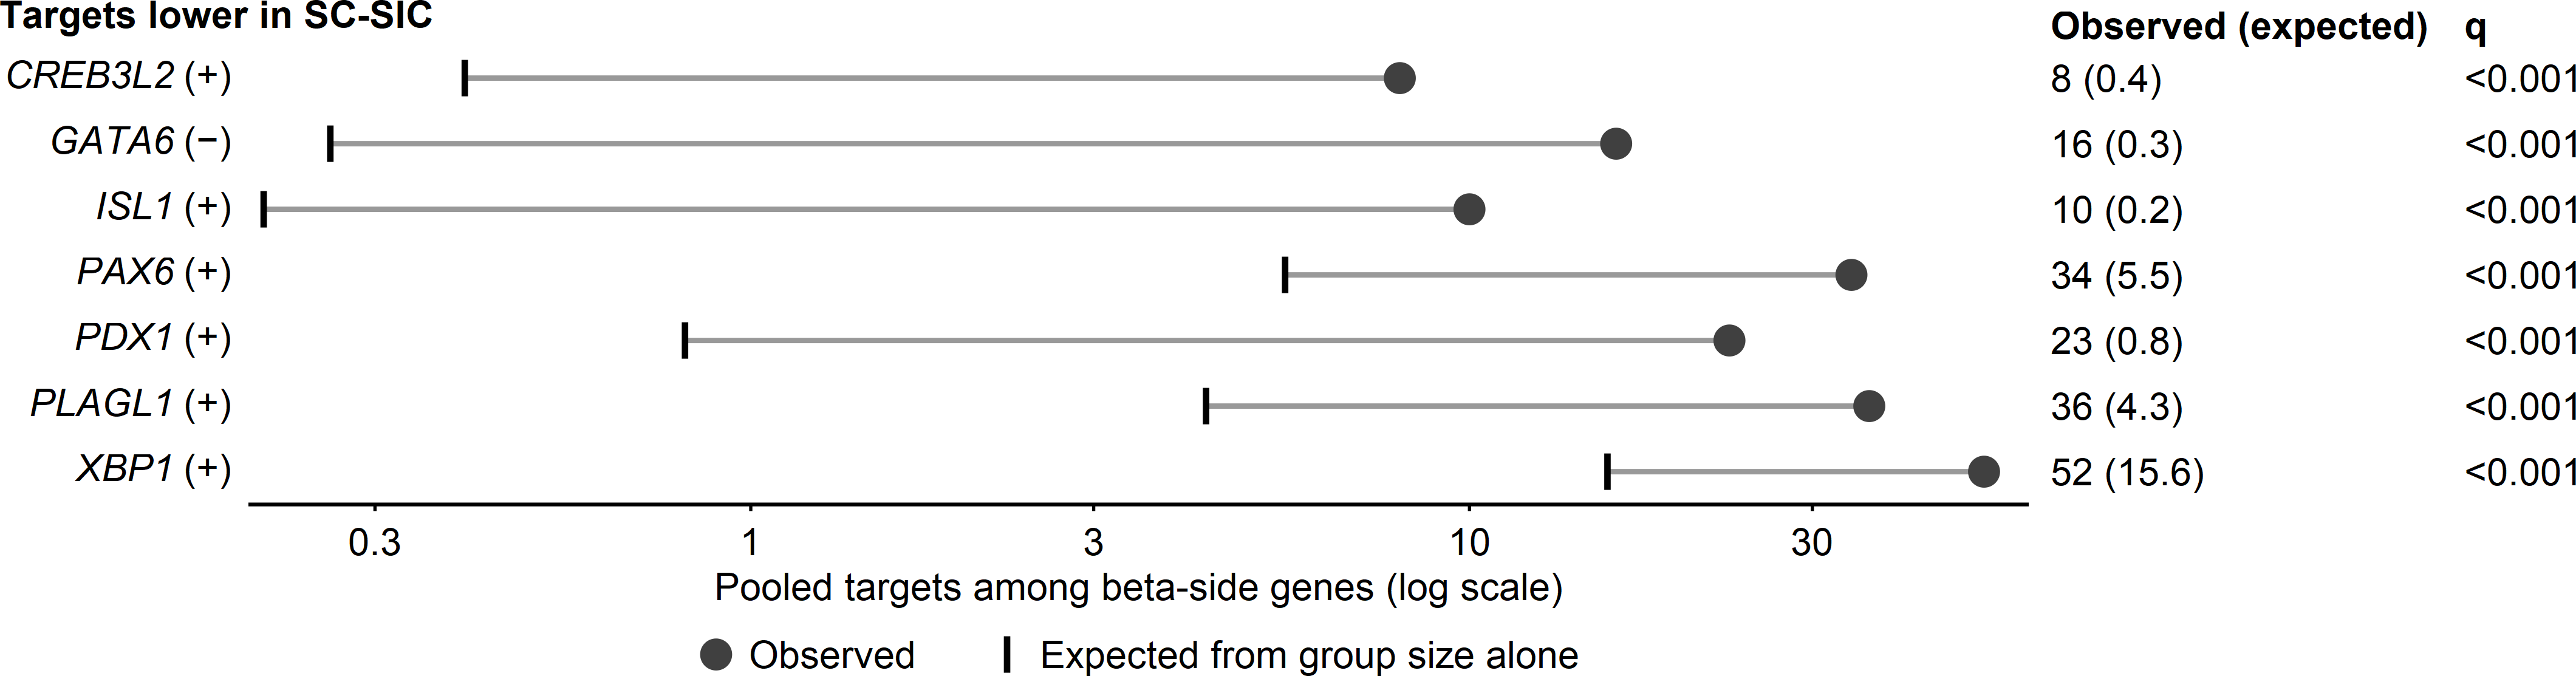 Targets lower in SC-SIC
Observed (expected) q
CREB3L2 (+) 8 (0.4) <0.001
GATA6 (−) 16 (0.3) <0.001
ISL1 (+) 10 (0.2) <0.001
PAX6 (+) 34 (5.5) <0.001
PDX1 (+) 23 (0.8) <0.001
PLAGL1 (+) 36 (4.3) <0.001
XBP1 (+) 52 (15.6) <0.001
0.3 1 3 10 30
Pooled targets among beta-side genes (log scale)
Observed Expected from group size alone